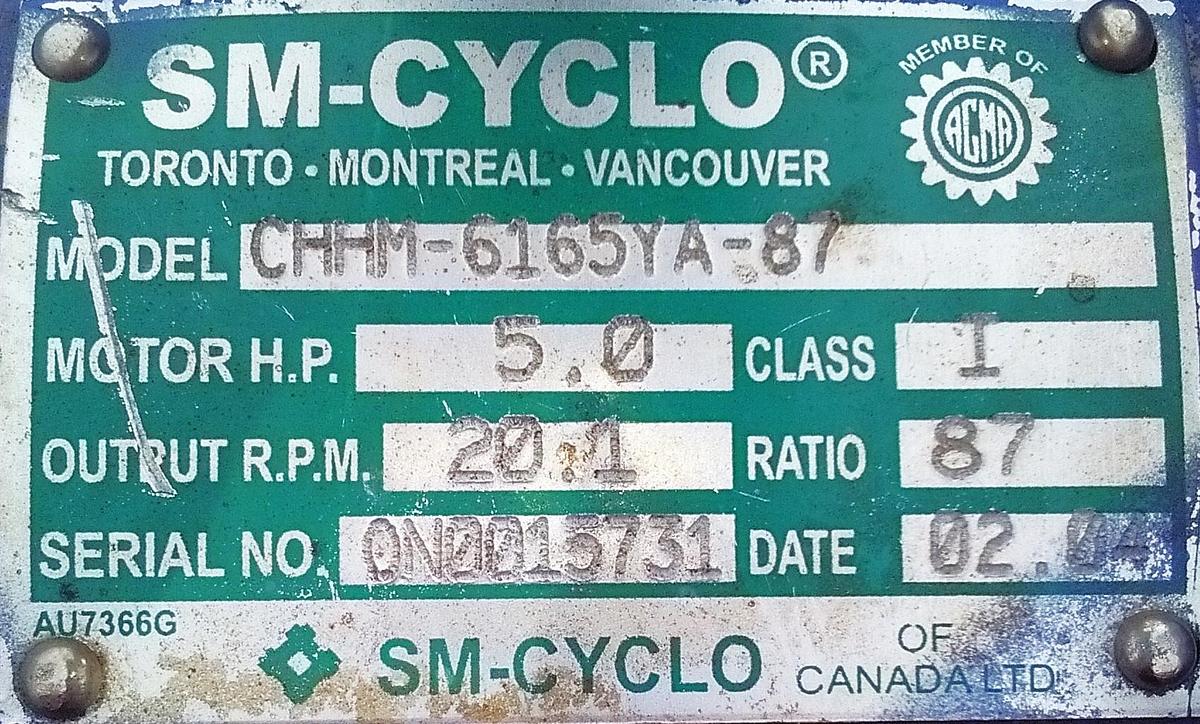 SM-CYCLO®
MEMBER OF
AGMA
TORONTO • MONTREAL • VANCOUVER
MODEL CHHM-6165YA-87
MOTOR H.P. 5.0 CLASS I
OUTPUT R.P.M. 20.1 RATIO 87
SERIAL NO. QN0015731 DATE 02.04
AU7366G
SM-CYCLO OF CANADA LTD